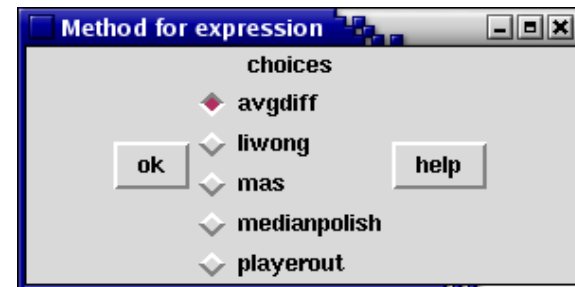 Method for expression
choices
avgdiff
liwong
ok
help
mas
medianpolish
playerout